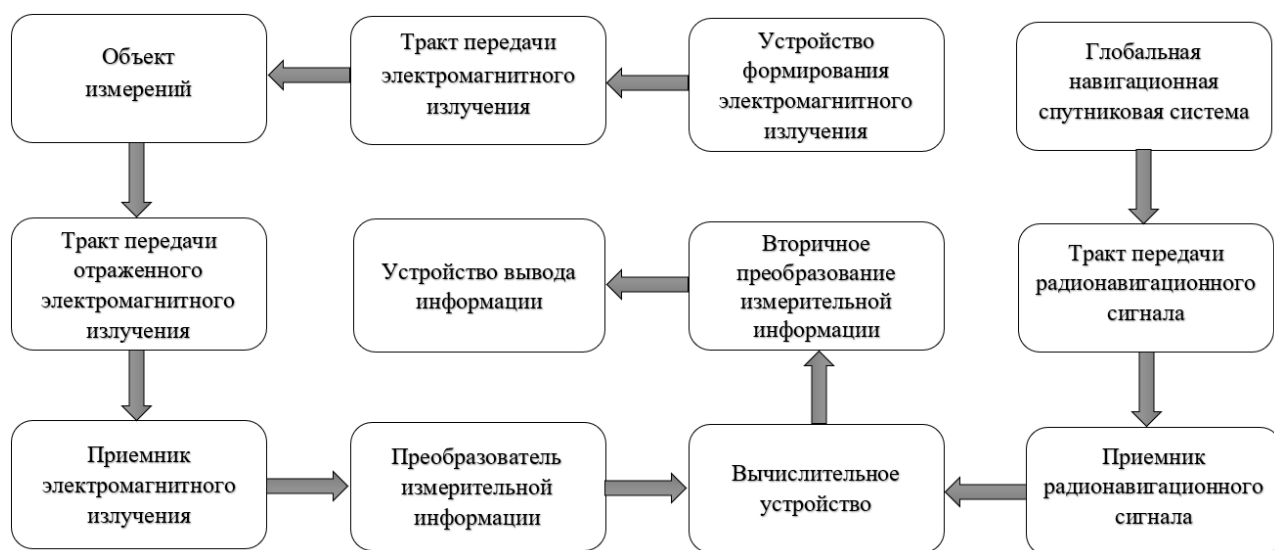 Объект
измерений
Тракт передачи
электромагнитного
излучения
Устройство
формирования
электромагнитного
излучения
Глобальная
навигационная
спутниковая система
Тракт передачи
отраженного
электромагнитного
излучения
Устройство вывода
информации
Вторичное
преобразование
измерительной
информации
Тракт передачи
радионавигационного
сигнала
Приемник
электромагнитного
излучения
Преобразователь
измерительной
информации
Вычислительное
устройство
Приемник
радионавигационного
сигнала